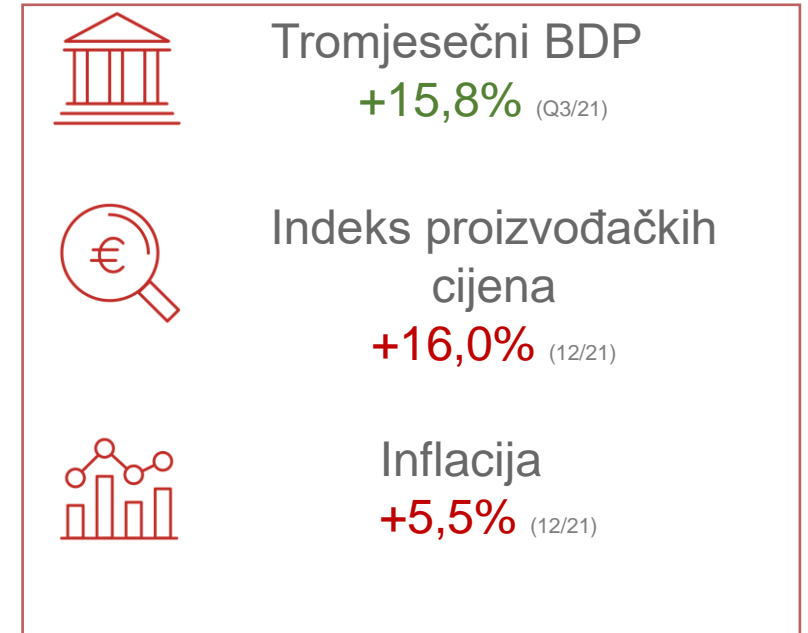 Tromjesečni BDP
+15,8% (Q3/21)
€
Indeks proizvođačkih
cijena
+16,0% (12/21)
Inflacija
+5,5% (12/21)